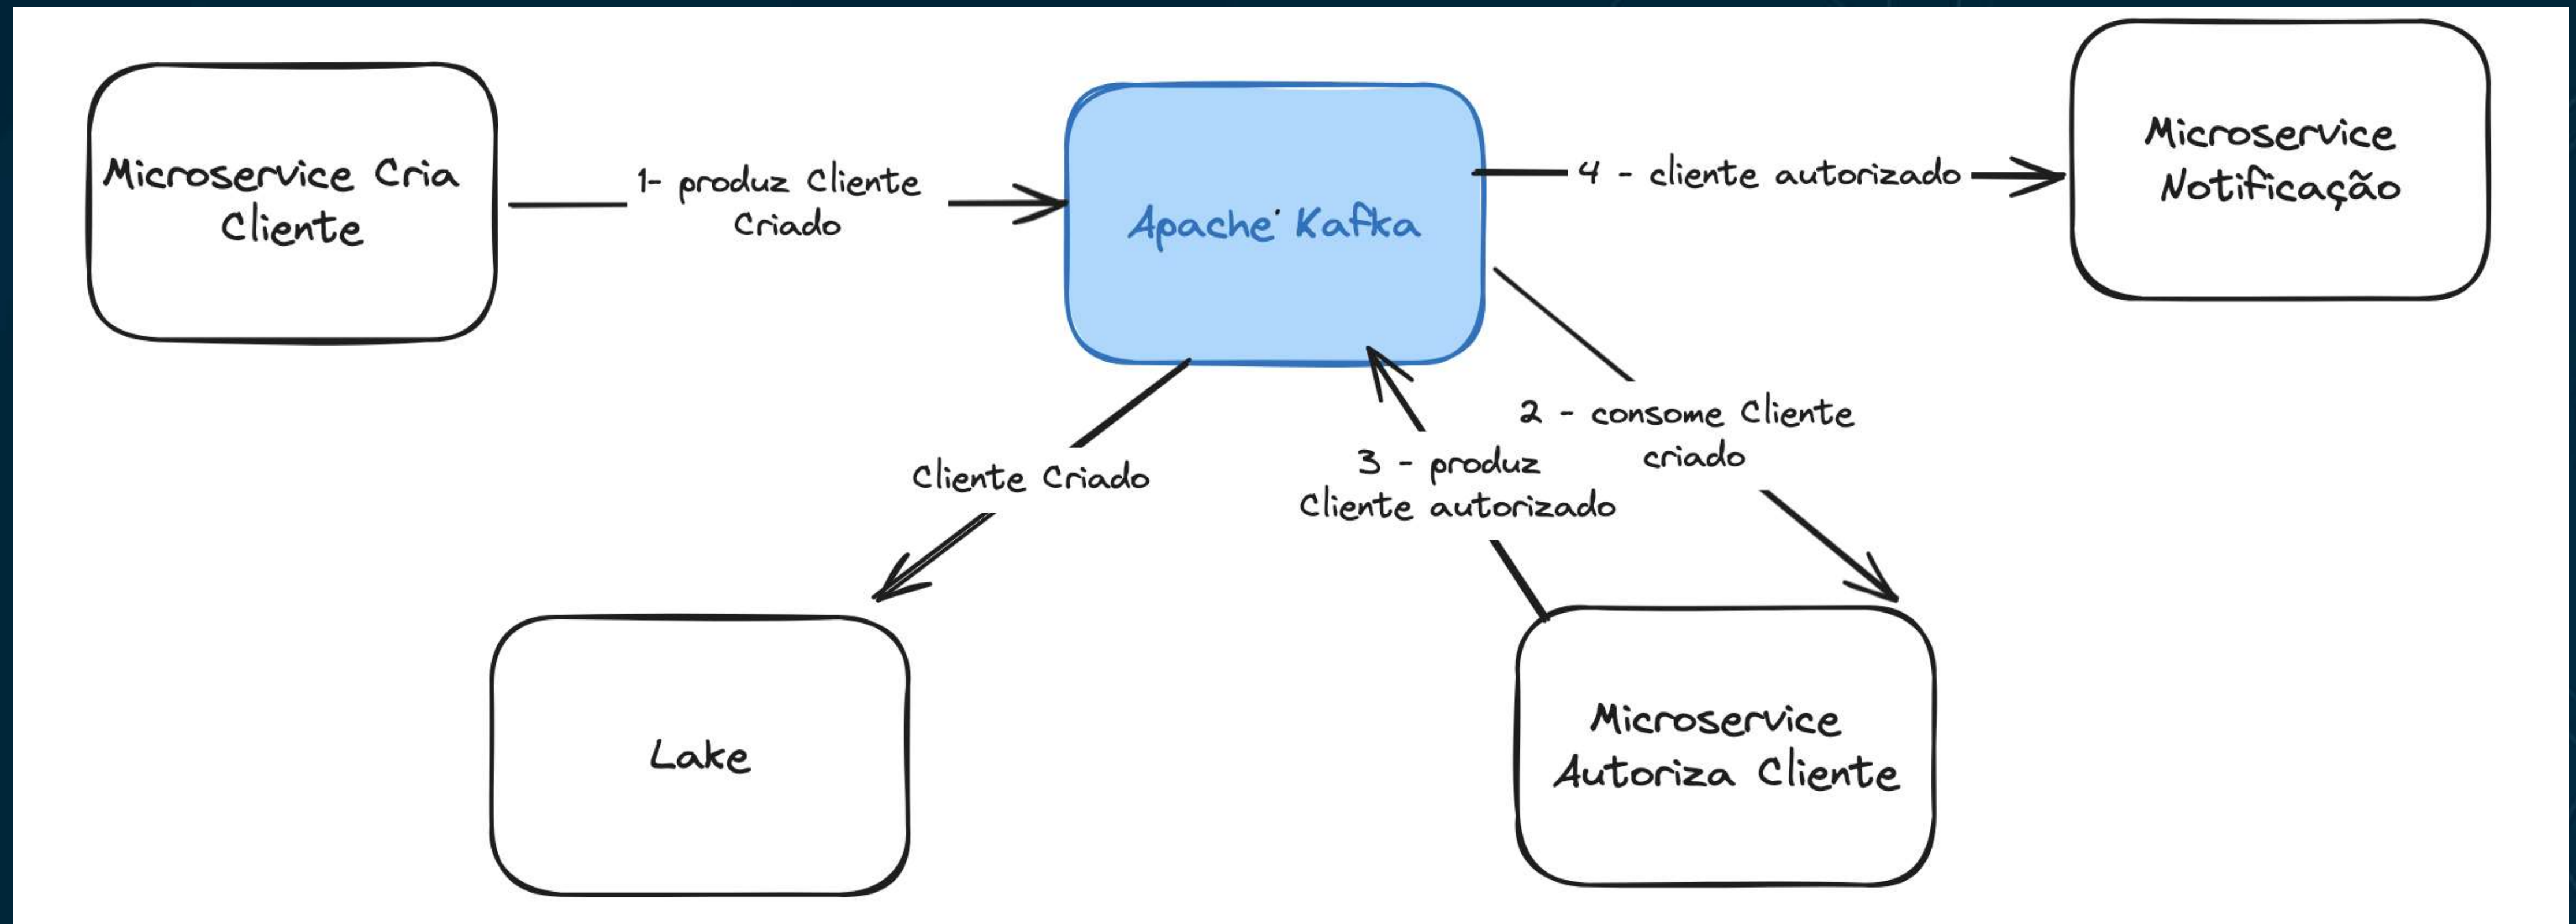 Microservice Cria
Cliente
1- produz Cliente
Criado
Apache Kafka
4 - cliente autorizado
Microservice
Notificação
Cliente Criado
2 - consome Cliente
criado
3 - produz
Cliente autorizado
Lake
Microservice
Autoriza Cliente